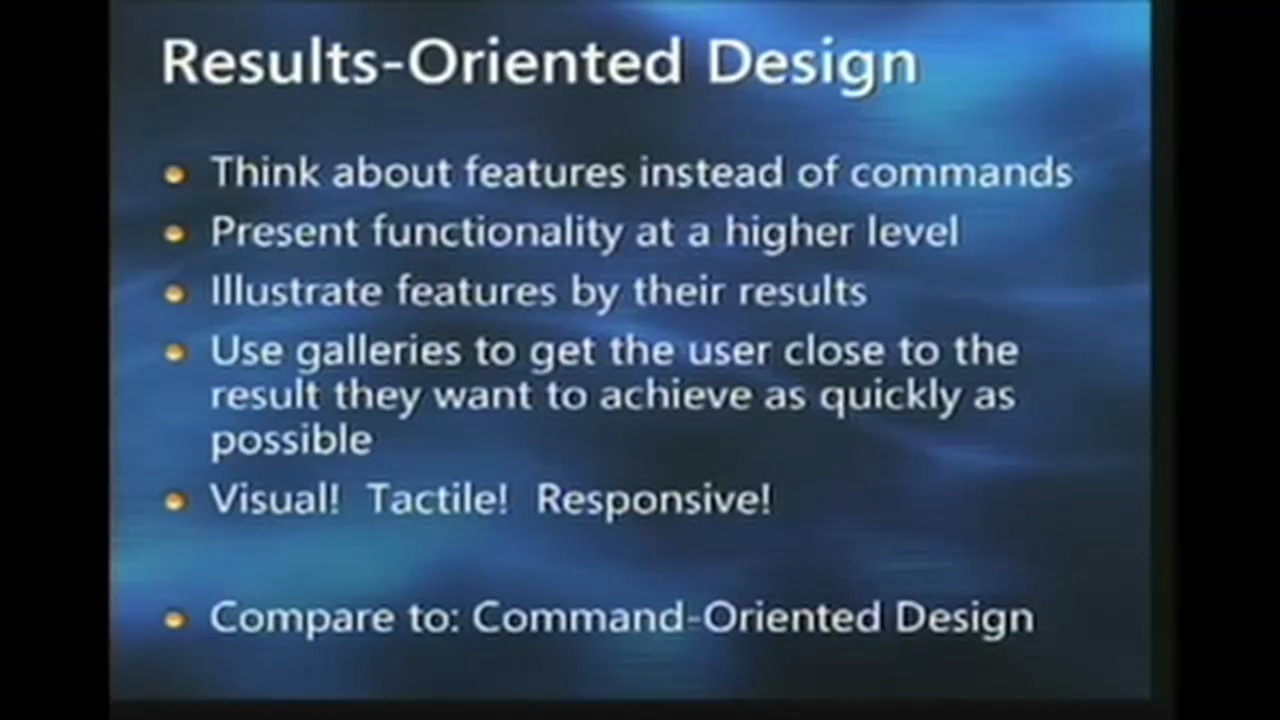 Results-Oriented Design
Think about features instead of commands
Present functionality at a higher level
Illustrate features by their results
Use galleries to get the user close to the
result they want to achieve as quickly as
possible
Visual!  Tactile!  Responsive!
Compare to: Command-Oriented Design